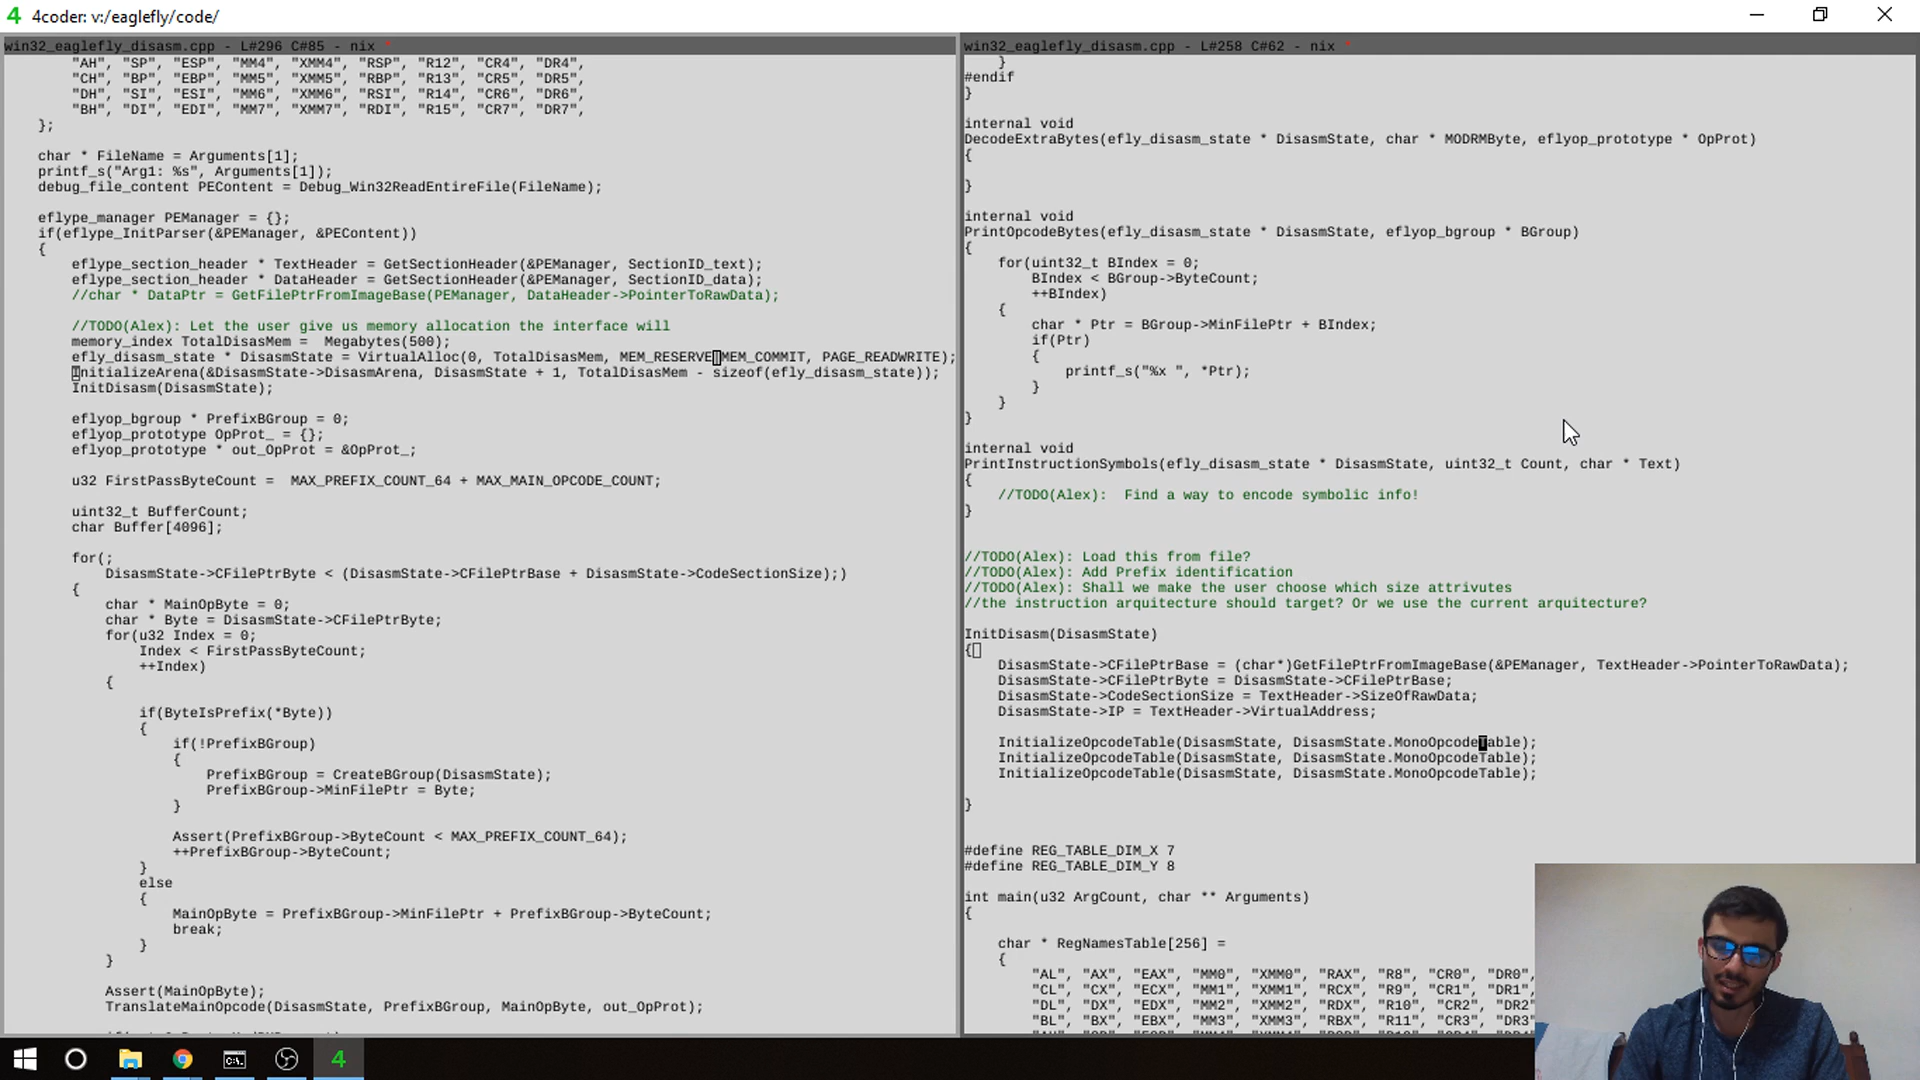 4coder: v:/eaglefly/code/
win32_eaglefly_disasm.cpp - L#296 C#85 - nix *
"AH", "SP", "ESP", "MM4", "XMM4", "RSP", "R12", "CR4", "DR4",
"CH", "BP", "EBP", "MM5", "XMM5", "RBP", "R13", "CR5", "DR5",
"DH", "SI", "ESI", "MM6", "XMM6", "RSI", "R14", "CR6", "DR6",
"BH", "DI", "EDI", "MM7", "XMM7", "RDI", "R15", "CR7", "DR7",
};
char * FileName = Arguments[1];
printf_s("Arg1: %s", Arguments[1]);
debug_file_content PEContent = Debug_Win32ReadEntireFile(FileName);
eflype_manager PEManager = {};
if(eflype_InitParser(&PEManager, &PEContent))
{
eflype_section_header * TextHeader = GetSectionHeader(&PEManager, SectionID_text);
eflype_section_header * DataHeader = GetSectionHeader(&PEManager, SectionID_data);
//char * DataPtr = GetFilePtrFromImageBase(PEManager, DataHeader->PointerToRawData);
//TODO(Alex): Let the user give us memory allocation the interface will
memory_index TotalDisasMem =  Megabytes(500);
efly_disasm_state * DisasmState = VirtualAlloc(0, TotalDisasMem, MEM_RESERVE|MEM_COMMIT, PAGE_READWRITE);
InitializeArena(&DisasmState->DisasmArena, DisasmState + 1, TotalDisasMem - sizeof(efly_disasm_state));
InitDisasm(DisasmState);
eflyop_bgroup * PrefixBGroup = 0;
eflyop_prototype OpProt_ = {};
eflyop_prototype * out_OpProt = &OpProt_;
u32 FirstPassByteCount =  MAX_PREFIX_COUNT_64 + MAX_MAIN_OPCODE_COUNT;
uint32_t BufferCount;
char Buffer[4096];
for(;
DisasmState->CFilePtrByte < (DisasmState->CFilePtrBase + DisasmState->CodeSectionSize);)
{
char * MainOpByte = 0;
char * Byte = DisasmState->CFilePtrByte;
for(u32 Index = 0;
Index < FirstPassByteCount;
++Index)
{
if(ByteIsPrefix(*Byte))
{
if(!PrefixBGroup)
{
PrefixBGroup = CreateBGroup(DisasmState);
PrefixBGroup->MinFilePtr = Byte;
}
Assert(PrefixBGroup->ByteCount < MAX_PREFIX_COUNT_64);
++PrefixBGroup->ByteCount;
}
else
{
MainOpByte = PrefixBGroup->MinFilePtr + PrefixBGroup->ByteCount;
break;
}
}
Assert(MainOpByte);
TranslateMainOpcode(DisasmState, PrefixBGroup, MainOpByte, out_OpProt);
win32_eaglefly_disasm.cpp - L#258 C#62 - nix *
}
#endif
}
internal void
DecodeExtraBytes(efly_disasm_state * DisasmState, char * MODRMByte, eflyop_prototype * OpProt)
{
}
internal void
PrintOpcodeBytes(efly_disasm_state * DisasmState, eflyop_bgroup * BGroup)
{
for(uint32_t BIndex = 0;
BIndex < BGroup->ByteCount;
++BIndex)
{
char * Ptr = BGroup->MinFilePtr + BIndex;
if(Ptr)
{
printf_s("%x ", *Ptr);
}
}
}
internal void
PrintInstructionSymbols(efly_disasm_state * DisasmState, uint32_t Count, char * Text)
{
//TODO(Alex):  Find a way to encode symbolic info!
}
//TODO(Alex): Load this from file?
//TODO(Alex): Add Prefix identification
//TODO(Alex): Shall we make the user choose which size attrivutes
//the instruction arquitecture should target? Or we use the current arquitecture?
InitDisasm(DisasmState)
{
DisasmState->CFilePtrBase = (char*)GetFilePtrFromImageBase(&PEManager, TextHeader->PointerToRawData);
DisasmState->CFilePtrByte = DisasmState->CFilePtrBase;
DisasmState->CodeSectionSize = TextHeader->SizeOfRawData;
DisasmState->IP = TextHeader->VirtualAddress;
InitializeOpcodeTable(DisasmState, DisasmState.MonoOpcodeTable);
InitializeOpcodeTable(DisasmState, DisasmState.MonoOpcodeTable);
InitializeOpcodeTable(DisasmState, DisasmState.MonoOpcodeTable);
}
#define REG_TABLE_DIM_X 7
#define REG_TABLE_DIM_Y 8
int main(u32 ArgCount, char ** Arguments)
{
char * RegNamesTable[256] =
{
"AL", "AX", "EAX", "MM0", "XMM0", "RAX", "R8", "CR0", "DR0",
"CL", "CX", "ECX", "MM1", "XMM1", "RCX", "R9", "CR1", "DR1",
"DL", "DX", "EDX", "MM2", "XMM2", "RDX", "R10", "CR2", "DR2"
"BL", "BX", "EBX", "MM3", "XMM3", "RBX", "R11", "CR3", "DR3"